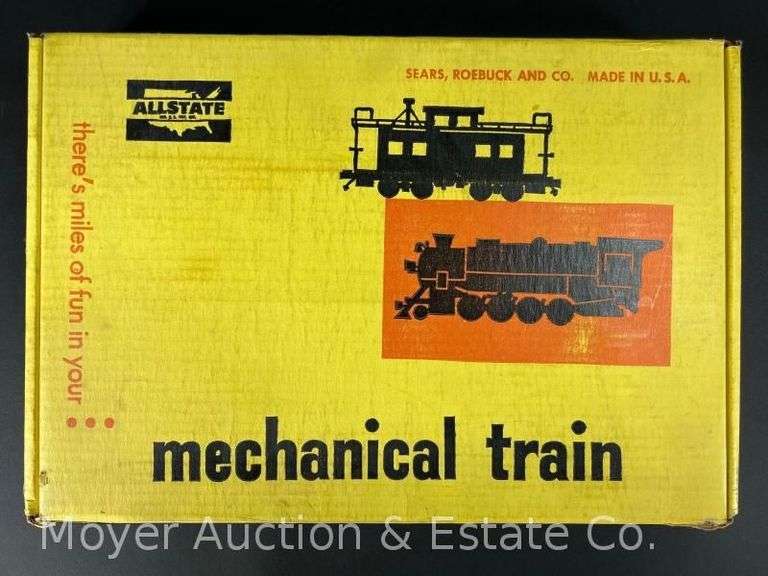 SEARS, ROEBUCK AND CO. MADE IN U.S.A.
ALLSTATE
there's miles of fun in your...
mechanical train
Moyer Auction & Estate Co.